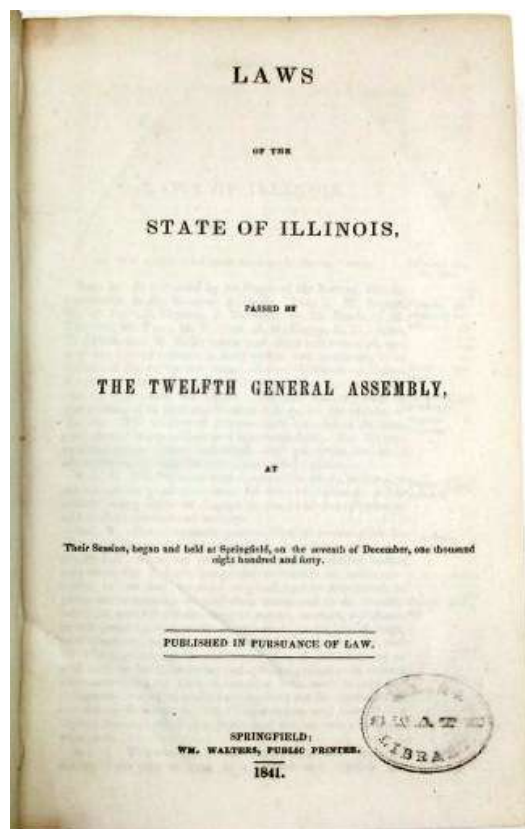 LAWS
OF THE
STATE OF ILLINOIS,
PASSED BY
THE TWELFTH GENERAL ASSEMBLY,
AT
Their Session, began and held at Springfield, on the seventh of December, one thousand
eight hundred and forty.
PUBLISHED IN PURSUANCE OF LAW.
SPRINGFIELD:
WM. WALTERS, PUBLIC PRINTER.
1841.
STATE
LIBRARY